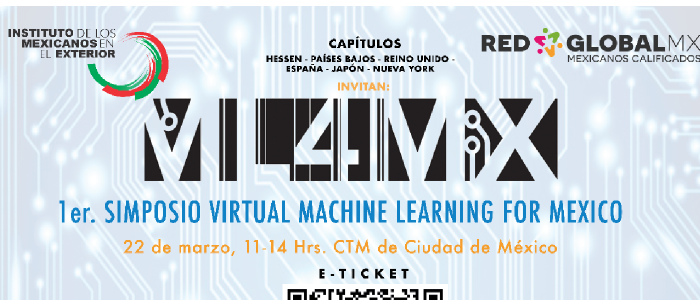 INSTITUTO DE LOS
MEXICANOS EN
EL EXTERIOR
CAPÍTULOS
HESSEN - PAÍSES BAJOS - REINO UNIDO -
ESPAÑA - JAPÓN - NUEVA YORK
INVITAN:
RED GLOBALMX
MEXICANOS CALIFICADOS
ML4MX
1er. SIMPOSIO VIRTUAL MACHINE LEARNING FOR MEXICO
22 de marzo, 11-14 Hrs. CTM de Ciudad de México
E-TICKET